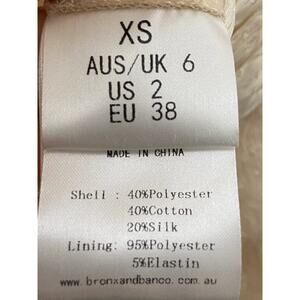 XS
AUS/UK 6
US 2
EU 38
MADE IN CHINA
Shell : 40%Polyester
40%Cotton
20%Silk
Lining: 95%Polyester
5%Elastin
www.bronxandbanco.com.au